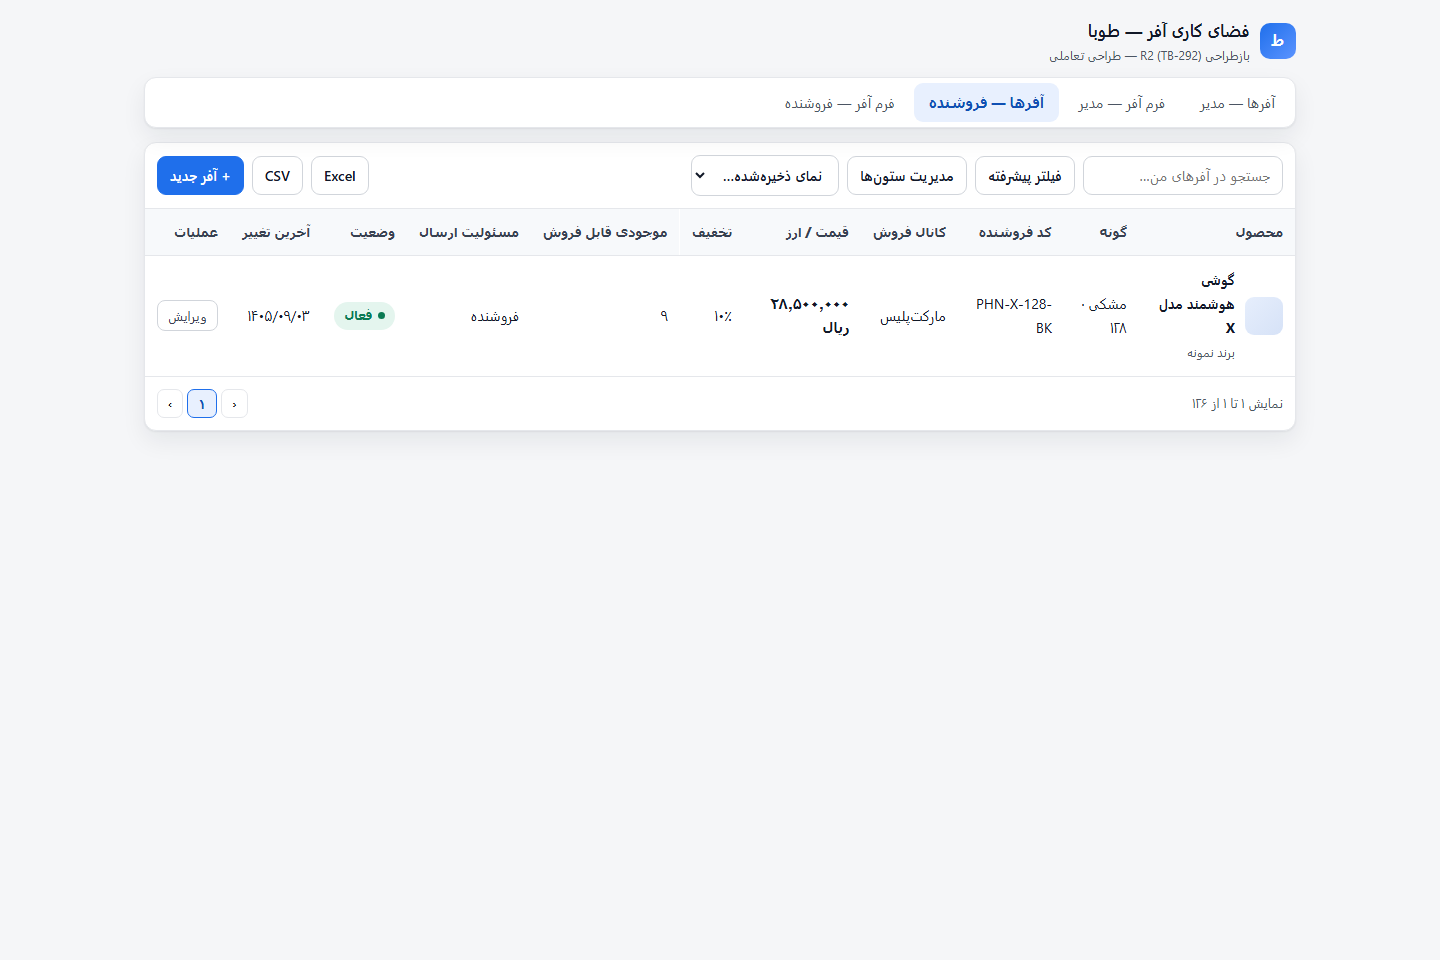 ط
فضای کاری آفر — طوبا
بازطراحی R2 (TB-292) — طراحی تعاملی
آفرها — مدیر
فرم آفر — مدیر
آفرها — فروشنده
فرم آفر — فروشنده
جستجو در آفرهای من...
فیلتر پیشرفته
مدیریت ستون‌ها
نمای ذخیره‌شده...
Excel
CSV
+ آفر جدید
محصول
گونه
کد فروشنده
کانال فروش
قیمت / ارز
تخفیف
موجودی قابل فروش
مسئولیت ارسال
وضعیت
آخرین تغییر
عملیات
گوشی
هوشمند مدل
X
برند نمونه
مشکی ·
۱۲۸
PHN-X-128-
BK
مارکت‌پلیس
۲۸,۵۰۰,۰۰۰
ریال
۱۰٪
۹
فروشنده
فعال
۱۴۰۵/۰۹/۰۳
ویرایش
نمایش ۱ تا ۱ از ۱۲۶
‹
۱
›